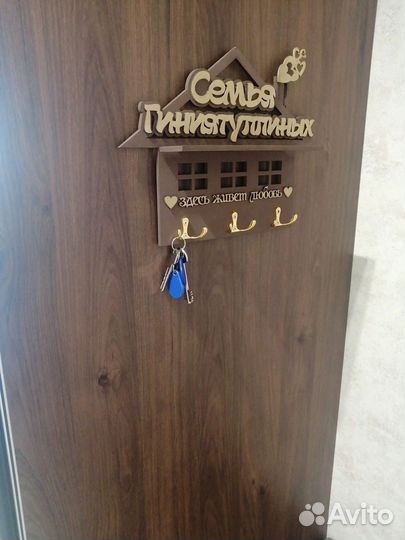 Семья
Гиниятуллиных
здесь живет любовь
Avito